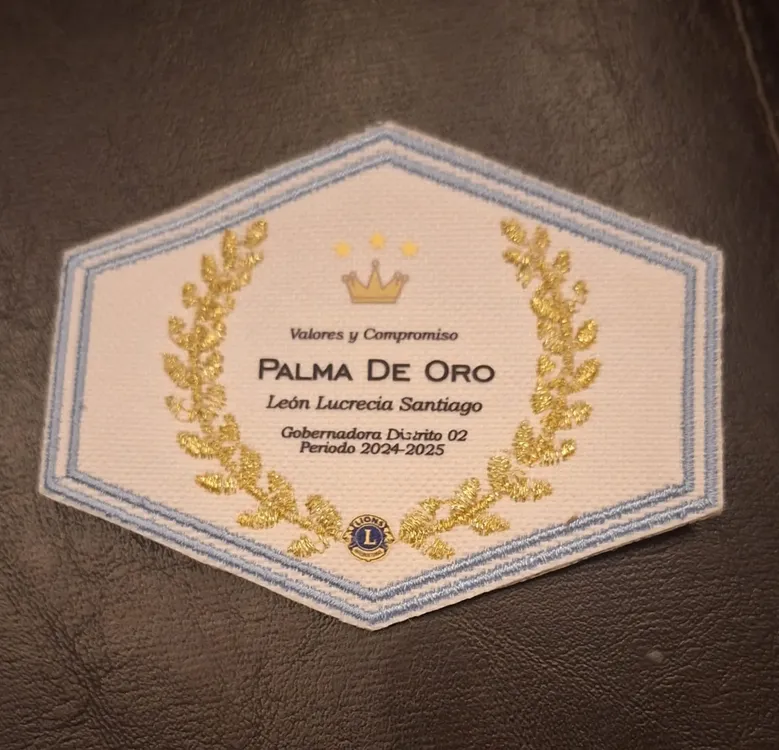 Valores y Compromiso
PALMA DE ORO
León Lucrecia Santiago
Gobernadora Distrito 02
Periodo 2024-2025
LIONS
L